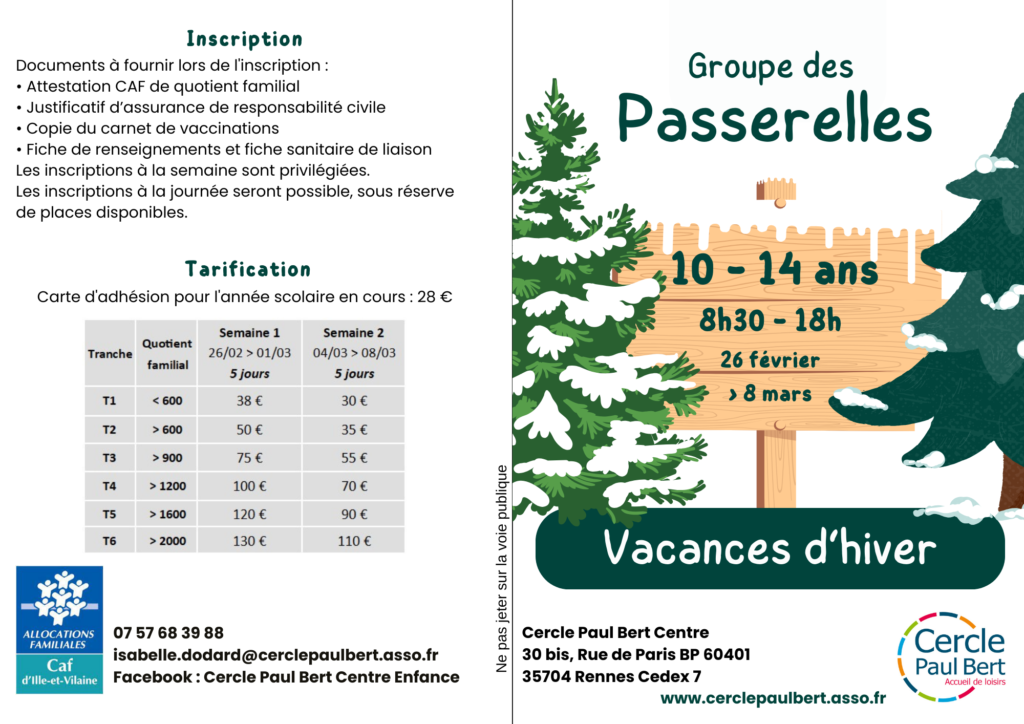 Inscription
Documents à fournir lors de l'inscription :
• Attestation CAF de quotient familial
• Justificatif d’assurance de responsabilité civile
• Copie du carnet de vaccinations
• Fiche de renseignements et fiche sanitaire de liaison
Les inscriptions à la semaine sont privilégiées.
Les inscriptions à la journée seront possible, sous réserve
de places disponibles.
Tarification
Carte d'adhésion pour l'année scolaire en cours : 28 €
Tranche Quotient familial Semaine 1 26/02 > 01/03 5 jours Semaine 2 04/03 > 08/03 5 jours
T1 < 600 38 € 30 €
T2 > 600 50 € 35 €
T3 > 900 75 € 55 €
T4 > 1200 100 € 70 €
T5 > 1600 120 € 90 €
T6 > 2000 130 € 110 €
ALLOCATIONS
FAMILIALES
Caf
d'Ille-et-Vilaine
07 57 68 39 88
isabelle.dodard@cerclepaulbert.asso.fr
Facebook : Cercle Paul Bert Centre Enfance
Ne pas jeter sur la voie publique
Groupe des
Passerelles
10 - 14 ans
8h30 - 18h
26 février
> 8 mars
Vacances d’hiver
Cercle Paul Bert Centre
30 bis, Rue de Paris BP 60401
35704 Rennes Cedex 7
www.cerclepaulbert.asso.fr
Cercle
Paul Bert
Accueil de loisirs